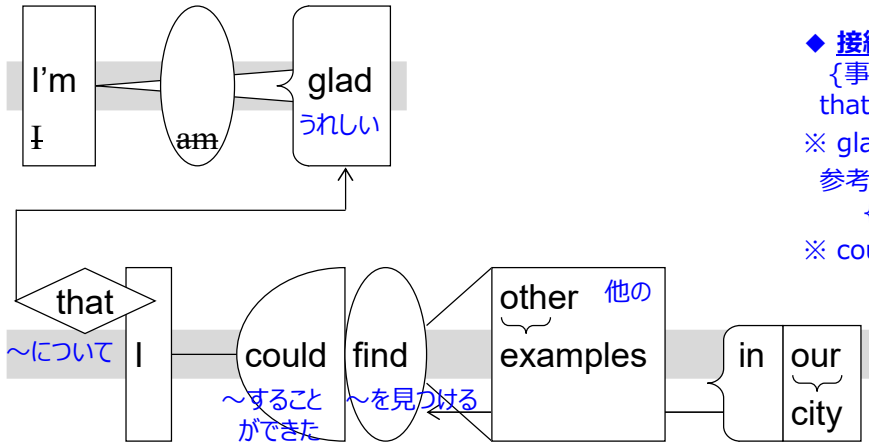 I'm glad
I am うれしい
◆ 接
{事
that
※ gla
参考
※ cou
that
~について
I could find
~すること
ができた
~を見つける
other 他の
examples
in our
city